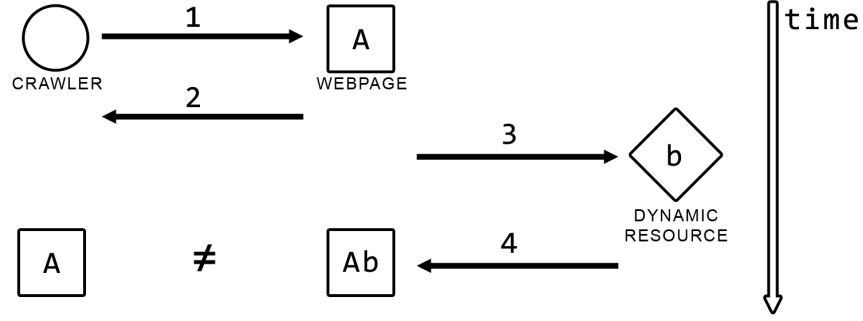 1
A
time
CRAWLER
WEBPAGE
2
3
b
DYNAMIC
RESOURCE
4
A
≠
Ab